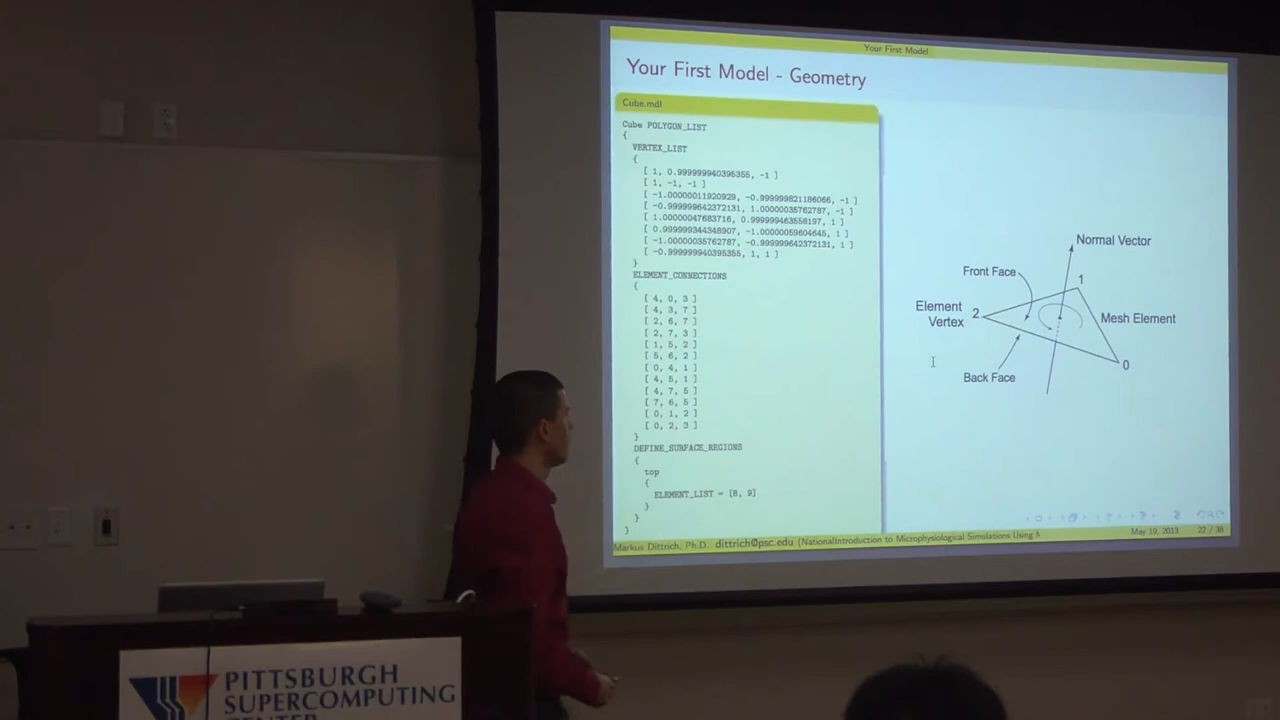 Your First Model
Your First Model - Geometry
Cube.mdl
Cube POLYGON_LIST
{
VERTEX_LIST
{
[ 1, 0.999999940395355, -1 ]
[ 1, -1, -1 ]
[ -1.00000011920929, -0.999999821186066, -1 ]
[ -0.999999642372131, 1.00000035762787, -1 ]
[ 1.00000047683716, 0.999999463558197, 1 ]
[ 0.999999344348907, -1.00000059604645, 1 ]
[ -1.00000035762787, -0.999999642372131, 1 ]
[ -0.999999940395355, 1, 1 ]
}
ELEMENT_CONNECTIONS
{
[ 4, 0, 3 ]
[ 4, 3, 7 ]
[ 2, 6, 7 ]
[ 2, 7, 3 ]
[ 1, 5, 2 ]
[ 5, 6, 2 ]
[ 0, 4, 1 ]
[ 4, 5, 1 ]
[ 4, 7, 5 ]
[ 7, 6, 5 ]
[ 0, 1, 2 ]
[ 0, 2, 3 ]
}
DEFINE_SURFACE_REGIONS
{
top
{
ELEMENT_LIST = [8, 9]
}
}
}
Normal Vector
Front Face
1
Element
Vertex
2
Mesh Element
0
Back Face
Markus Dittrich, Ph.D. dittrich@psc.edu (NationalIntroduction to Microphysiological Simulations Using M
May 19, 2013
22 / 38
PITTSBURGH
SUPERCOMPUTING
CENTER